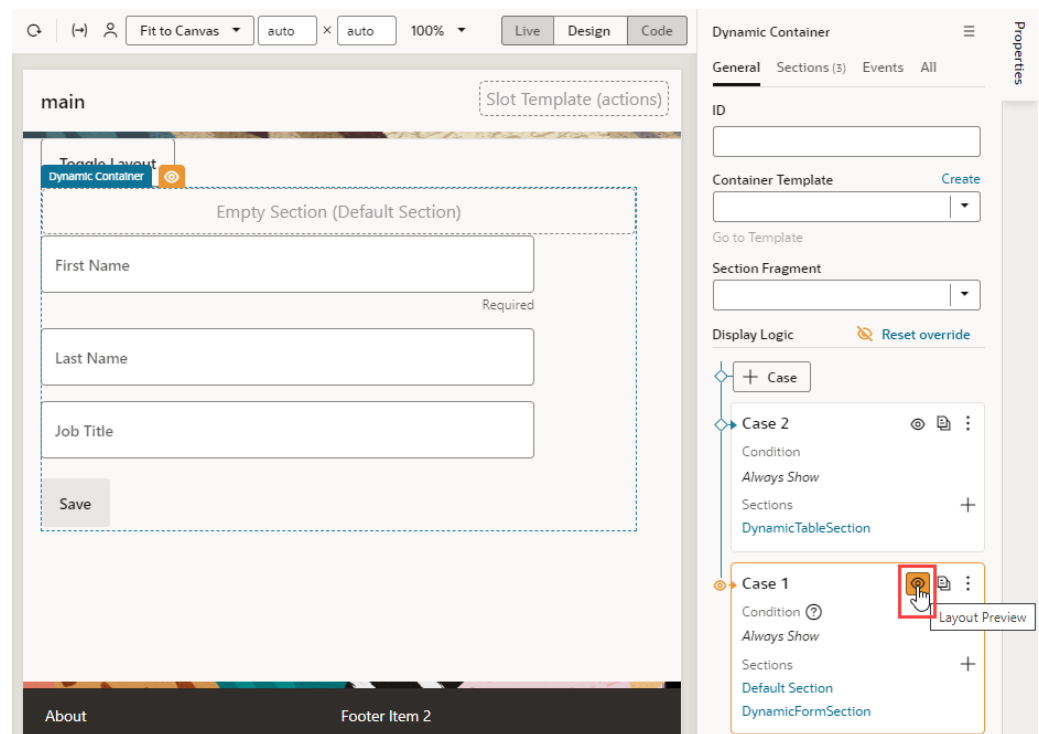 Fit to Canvas
auto × auto
100%
Live Design Code
main
Slot Template (actions)
Toggle Layout
Dynamic Container
Empty Section (Default Section)
First Name
Required
Last Name
Job Title
Save
About
Footer Item 2
Dynamic Container
General Sections (3) Events All
ID
Container Template Create
Go to Template
Section Fragment
Display Logic Reset override
+ Case
Case 2
Condition
Always Show
Sections
DynamicTableSection
Case 1
Condition ?
Layout Preview
Always Show
Sections
Default Section
DynamicFormSection
Properties